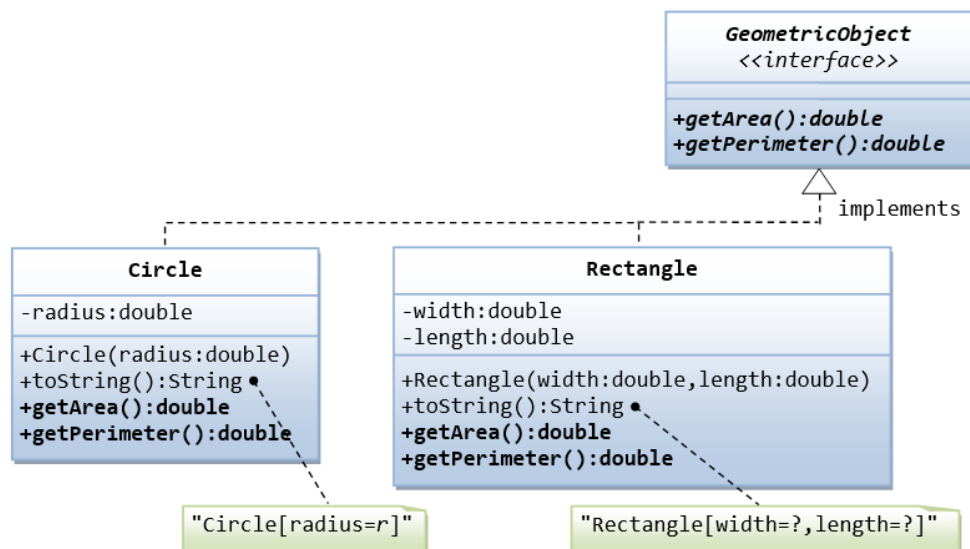 GeometricObject
<<interface>>
+getArea():double
+getPerimeter():double
implements
Circle
-radius:double
+Circle(radius:double)
+toString():String
+getArea():double
+getPerimeter():double
"Circle[radius=r]"
Rectangle
-width:double
-length:double
+Rectangle(width:double,length:double)
+toString():String
+getArea():double
+getPerimeter():double
"Rectangle[width=?,length=?]"